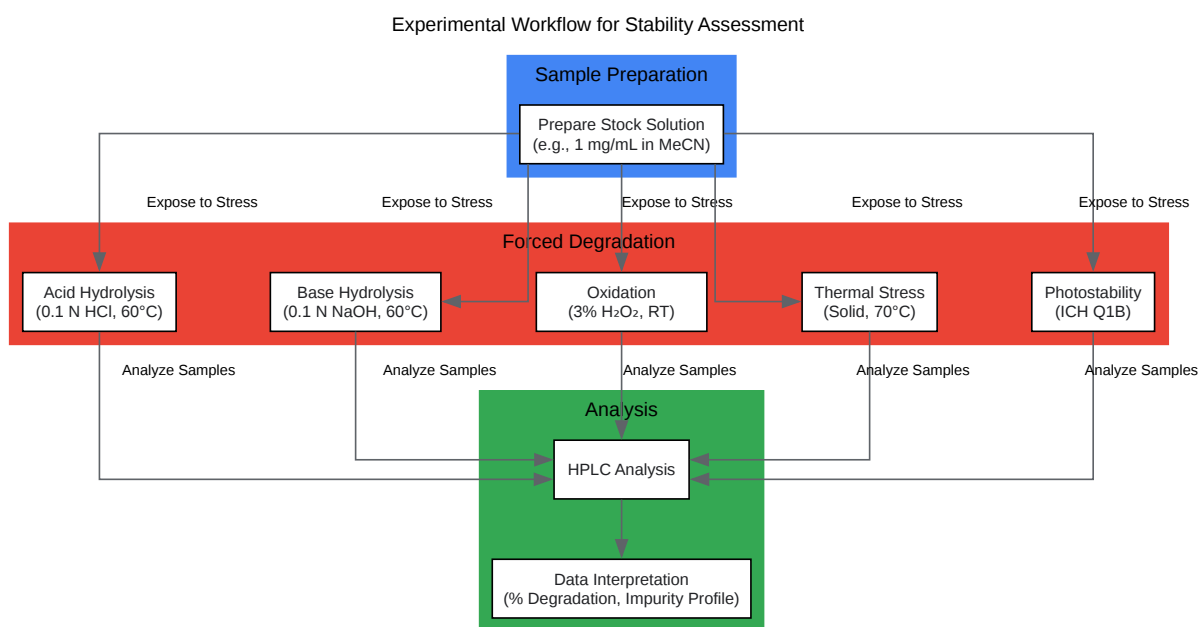 Experimental Workflow for Stability Assessment
Sample Preparation
Prepare Stock Solution
(e.g., 1 mg/mL in MeCN)
Expose to Stress
Expose to Stress
Expose to Stress
Expose to Stress
Expose to Stress
Forced Degradation
Acid Hydrolysis
(0.1 N HCl, 60°C)
Base Hydrolysis
(0.1 N NaOH, 60°C)
Oxidation
(3% H₂O₂, RT)
Thermal Stress
(Solid, 70°C)
Photostability
(ICH Q1B)
Analyze Samples
Analyze Samples
Analyze Samples
Analyze Samples
Analyze Samples
Analysis
HPLC Analysis
Data Interpretation
(% Degradation, Impurity Profile)